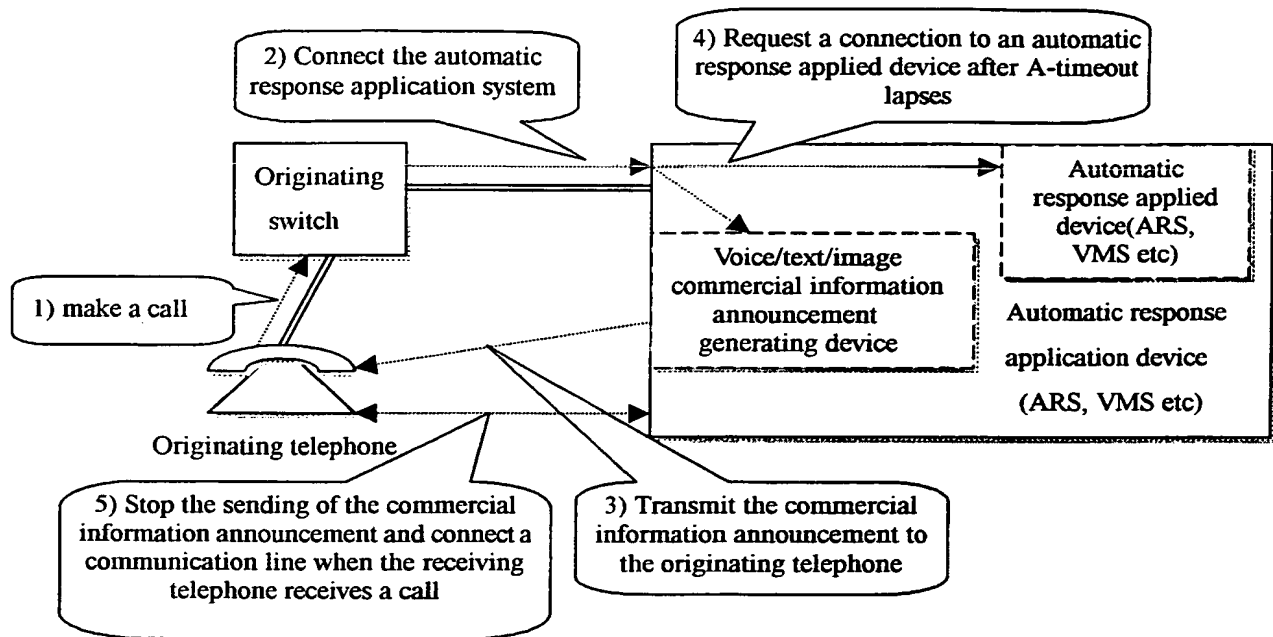 2) Connect the automatic
response application system
4) Request a connection to an automatic
response applied device after A-timeout
lapses
Originating
switch
Automatic
response applied
device(ARS,
VMS etc)
Voice/text/image
commercial information
announcement
generating device
1) make a call
Automatic response
application device
(ARS, VMS etc)
Originating telephone
5) Stop the sending of the commercial
information announcement and connect a
communication line when the receiving
telephone receives a call
3) Transmit the commercial
information announcement to
the originating telephone